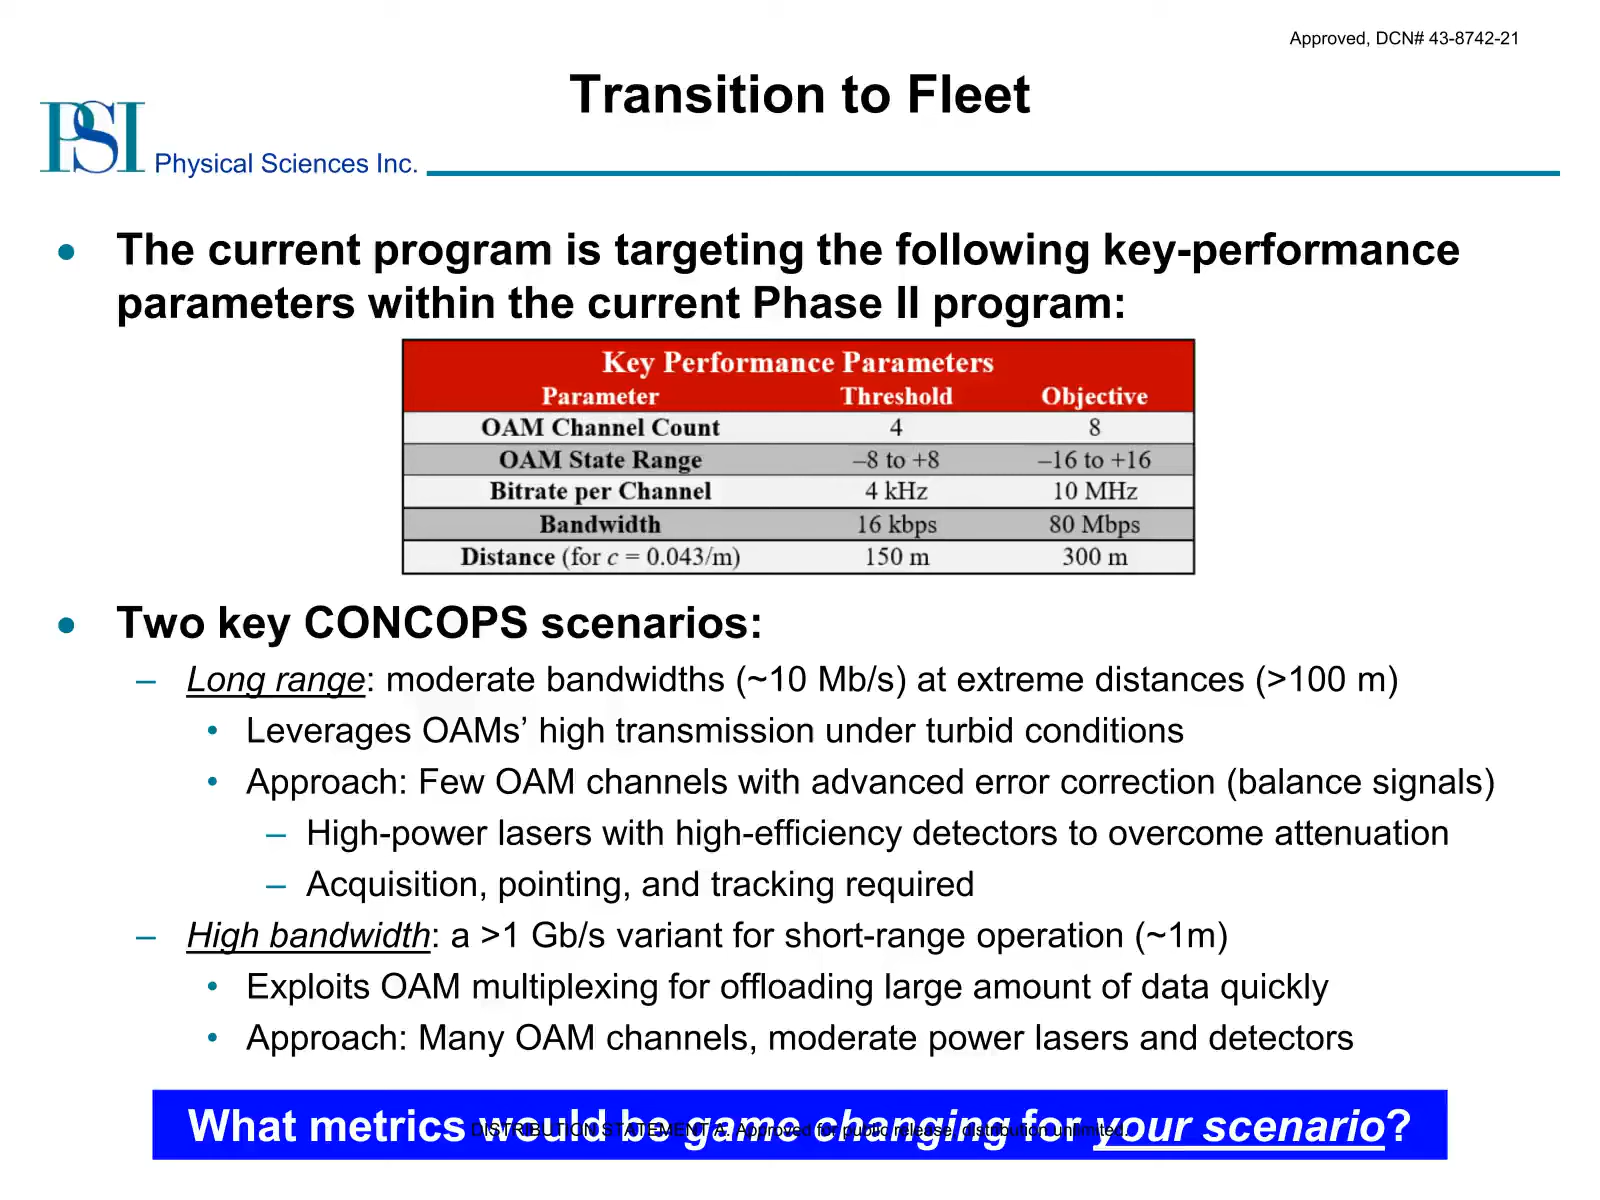 Approved, DCN# 43-8742-21
Transition to Fleet
PSI Physical Sciences Inc.
• The current program is targeting the following key-performance
parameters within the current Phase II program:
Key Performance Parameters
Parameter Threshold Objective
OAM Channel Count 4 8
OAM State Range –8 to +8 –16 to +16
Bitrate per Channel 4 kHz 10 MHz
Bandwidth 16 kbps 80 Mbps
Distance (for c = 0.043/m) 150 m 300 m
• Two key CONCOPS scenarios:
– Long range: moderate bandwidths (~10 Mb/s) at extreme distances (>100 m)
• Leverages OAMs’ high transmission under turbid conditions
• Approach: Few OAM channels with advanced error correction (balance signals)
– High-power lasers with high-efficiency detectors to overcome attenuation
– Acquisition, pointing, and tracking required
– High bandwidth: a >1 Gb/s variant for short-range operation (~1m)
• Exploits OAM multiplexing for offloading large amount of data quickly
• Approach: Many OAM channels, moderate power lasers and detectors
What metrics would be game changing for your scenario?
DISTRIBUTION STATEMENT A. Approved for public release, distribution unlimited.